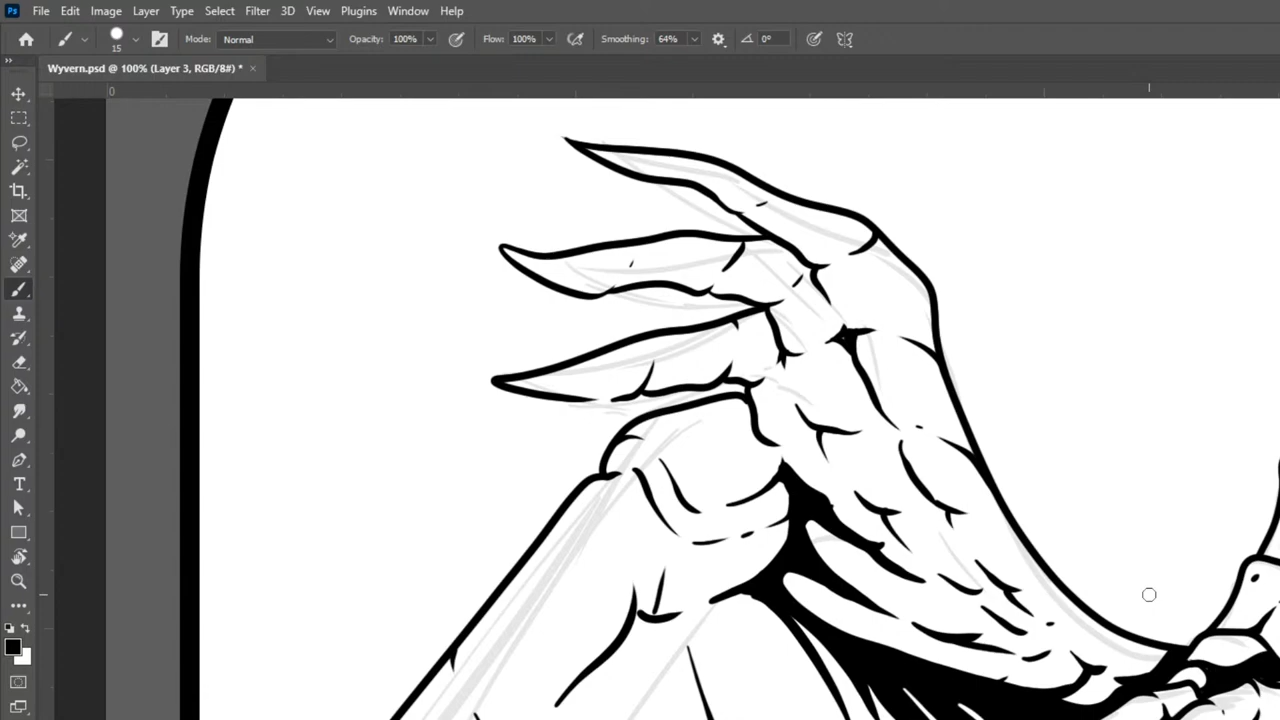 Ps File Edit Image Layer Type Select Filter 3D View Plugins Window Help
15 Mode: Normal Opacity: 100% Flow: 100% Smoothing: 64% 0°
Wyvern.psd @ 100% (Layer 3, RGB/8#) * ×
0
T